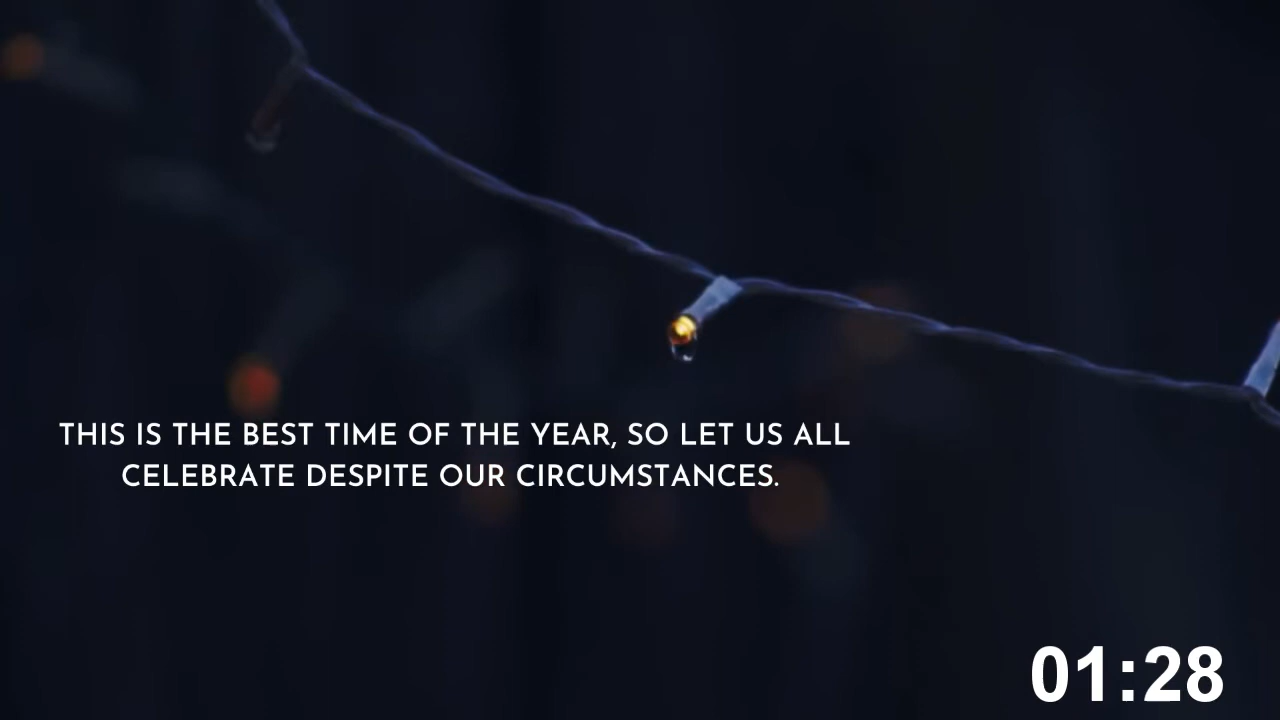 THIS IS THE BEST TIME OF THE YEAR, SO LET US ALL
CELEBRATE DESPITE OUR CIRCUMSTANCES.
01:28